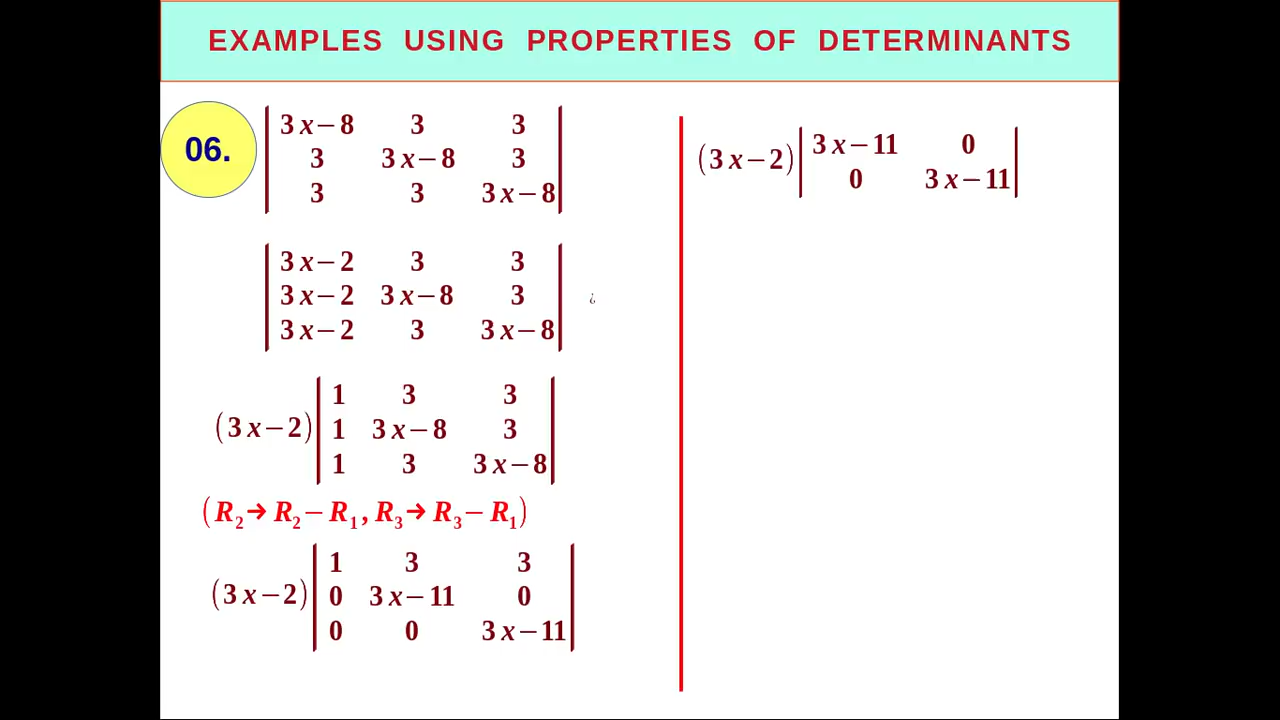 EXAMPLES USING PROPERTIES OF DETERMINANTS
06.
| 3x−8 3 3 |
| 3 3x−8 3 |
| 3 3 3x−8 |
| 3x−2 3 3 |
| 3x−2 3x−8 3 | ¿
| 3x−2 3 3x−8 |
| 1 3 3 |
(3x−2) | 1 3x−8 3 |
| 1 3 3x−8 |
(R₂→R₂−R₁, R₃→R₃−R₁)
| 1 3 3 |
(3x−2) | 0 3x−11 0 |
| 0 0 3x−11 |
(3x−2) | 3x−11 0 |
| 0 3x−11 |